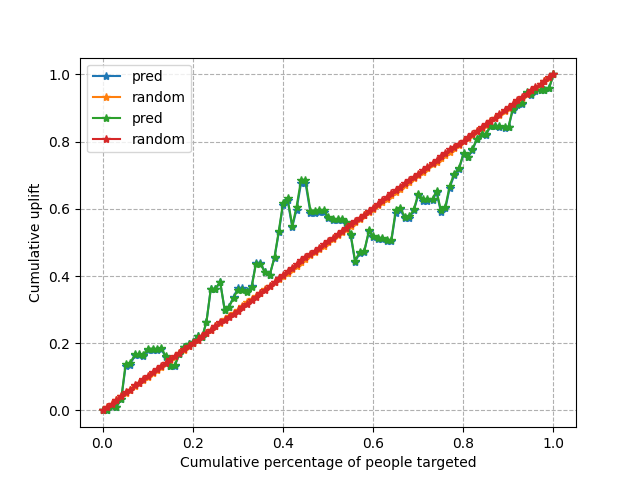 pred
random
pred
random
1.0
0.8
0.6
0.4
0.2
0.0
Cumulative uplift
0.0 0.2 0.4 0.6 0.8 1.0
Cumulative percentage of people targeted